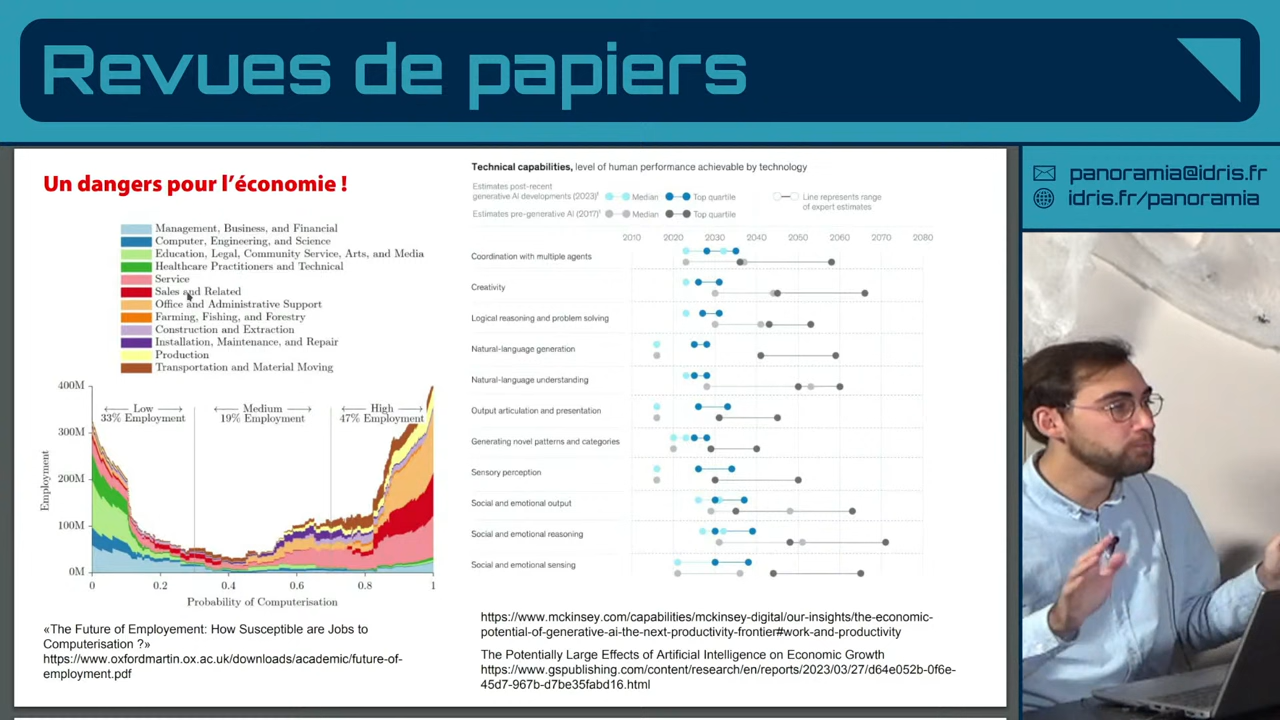 Revues de papiers
panoramia@idris.fr
idris.fr/panoramia
Un dangers pour l'économie !
Management, Business, and Financial
Computer, Engineering, and Science
Education, Legal, Community Service, Arts, and Media
Healthcare Practitioners and Technical
Service
Sales and Related
Office and Administrative Support
Farming, Fishing, and Forestry
Construction and Extraction
Installation, Maintenance, and Repair
Production
Transportation and Material Moving
400M
300M
200M
100M
0M
Employment
Low
33% Employment
Medium
19% Employment
High
47% Employment
0 0.2 0.4 0.6 0.8 1
Probability of Computerisation
«The Future of Employement: How Susceptible are Jobs to
Computerisation ?»
https://www.oxfordmartin.ox.ac.uk/downloads/academic/future-of-
employment.pdf
Technical capabilities, level of human performance achievable by technology
Estimates post-recent
generative AI developments (2023)¹ Median Top quartile
Estimates pre-generative AI (2017)¹ Median Top quartile
Line represents range
of expert estimates
2010 2020 2030 2040 2050 2060 2070 2080
Coordination with multiple agents
Creativity
Logical reasoning and problem solving
Natural-language generation
Natural-language understanding
Output articulation and presentation
Generating novel patterns and categories
Sensory perception
Social and emotional output
Social and emotional reasoning
Social and emotional sensing
https://www.mckinsey.com/capabilities/mckinsey-digital/our-insights/the-economic-
potential-of-generative-ai-the-next-productivity-frontier#work-and-productivity
The Potentially Large Effects of Artificial Intelligence on Economic Growth
https://www.gspublishing.com/content/research/en/reports/2023/03/27/d64e052b-0f6e-
45d7-967b-d7be35fabd16.html